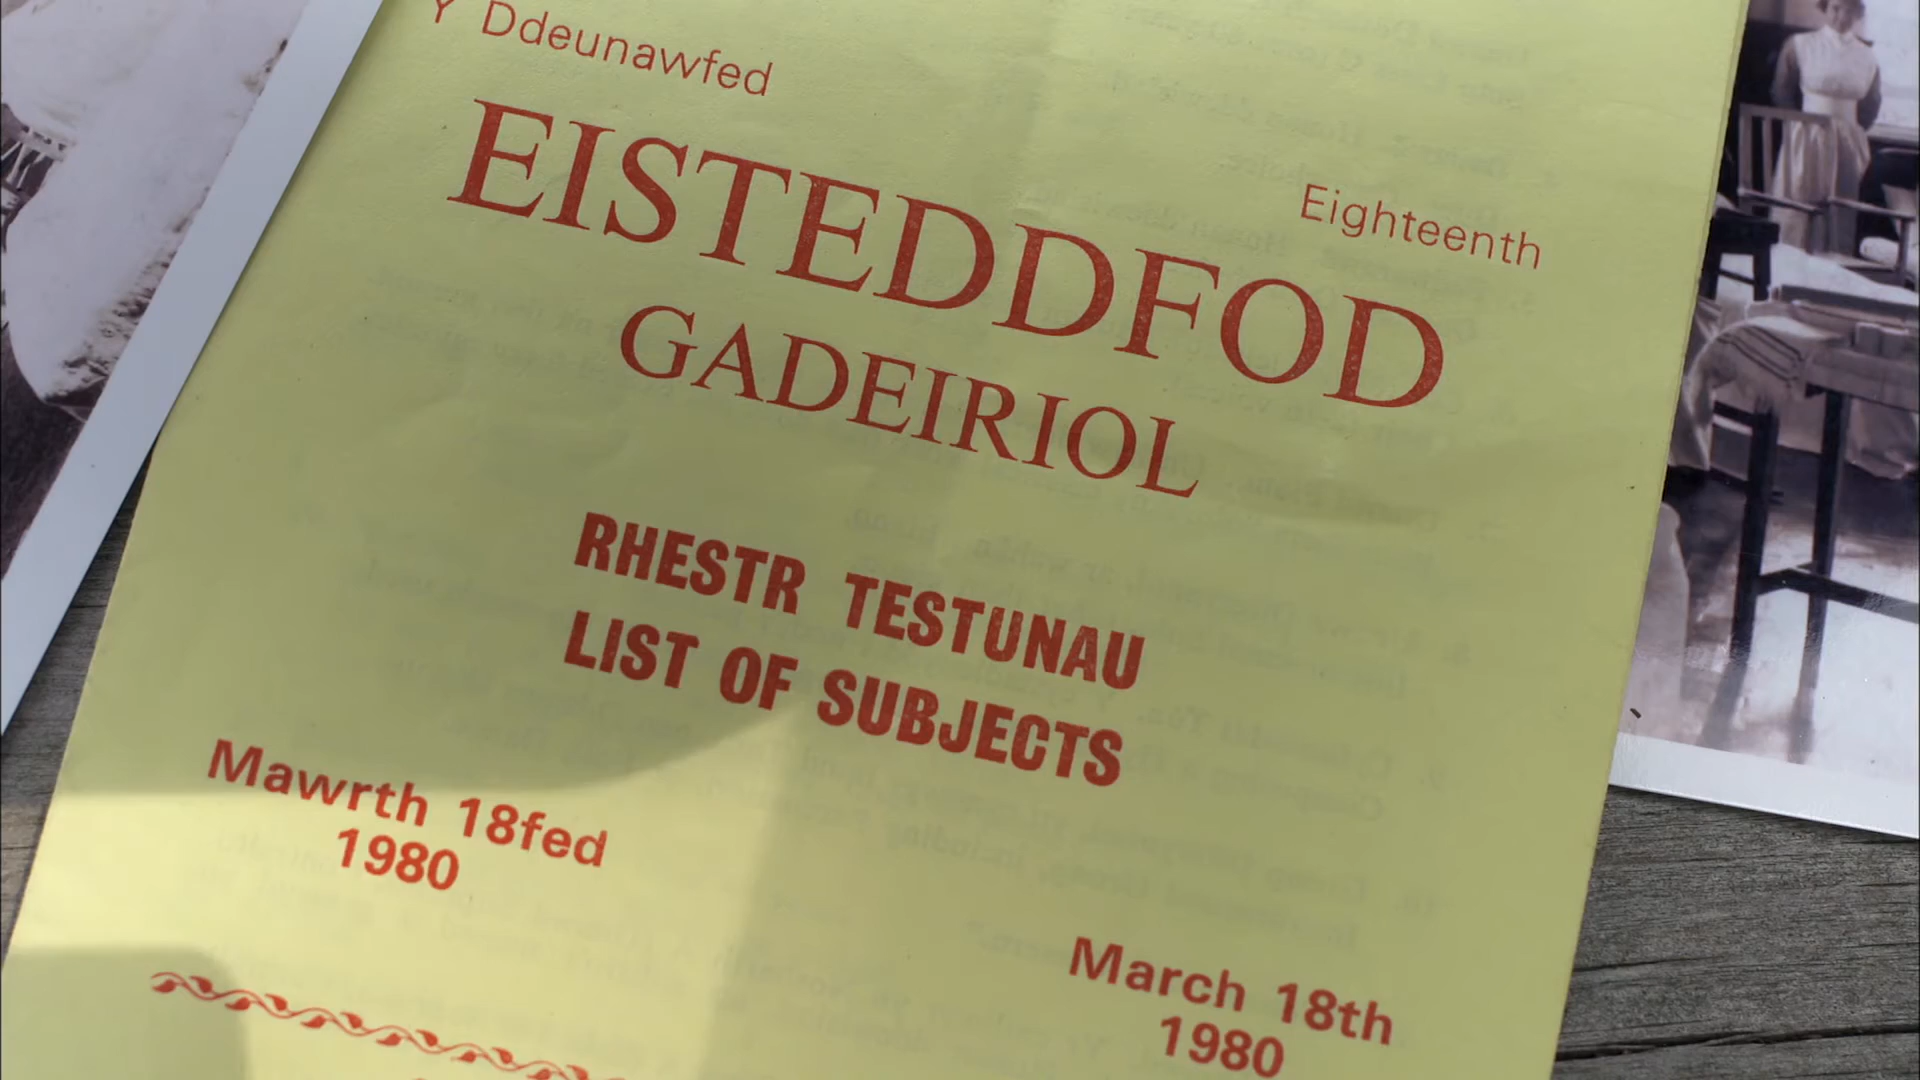 Y Ddeunawfed
Eighteenth
EISTEDDFOD
GADEIRIOL
RHESTR TESTUNAU
LIST OF SUBJECTS
Mawrth 18fed
1980
March 18th
1980